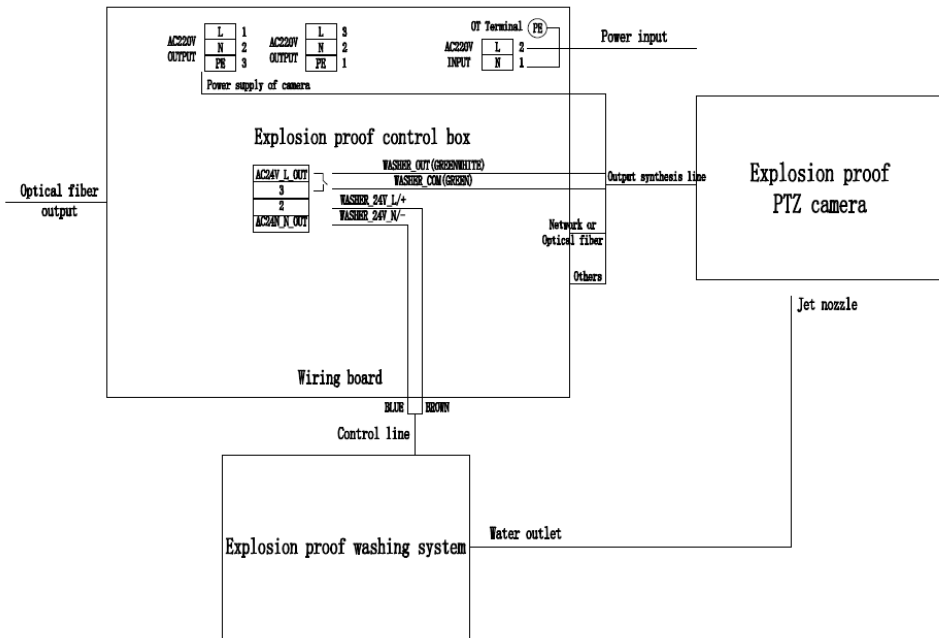 OT Terminal PE
AC220V OUTPUT
L 1
N 2
PE 3
AC220V OUTPUT
L 3
N 2
PE 1
AC220V INPUT
L 2
N 1
Power input
Power supply of camera
Explosion proof control box
AC24V_L_OUT
3
2
AC24N_N_OUT
WASHER_OUT(GREENWHITE)
WASHER_COM(GREEN)
WASHER_24V_L/+
WASHER_24V_N/-
Output synthesis line
Explosion proof
PTZ camera
Optical fiber
output
Network or
Optical fiber
Others
Jet nozzle
Wiring board
BLUE BROWN
Control line
Explosion proof washing system
Water outlet